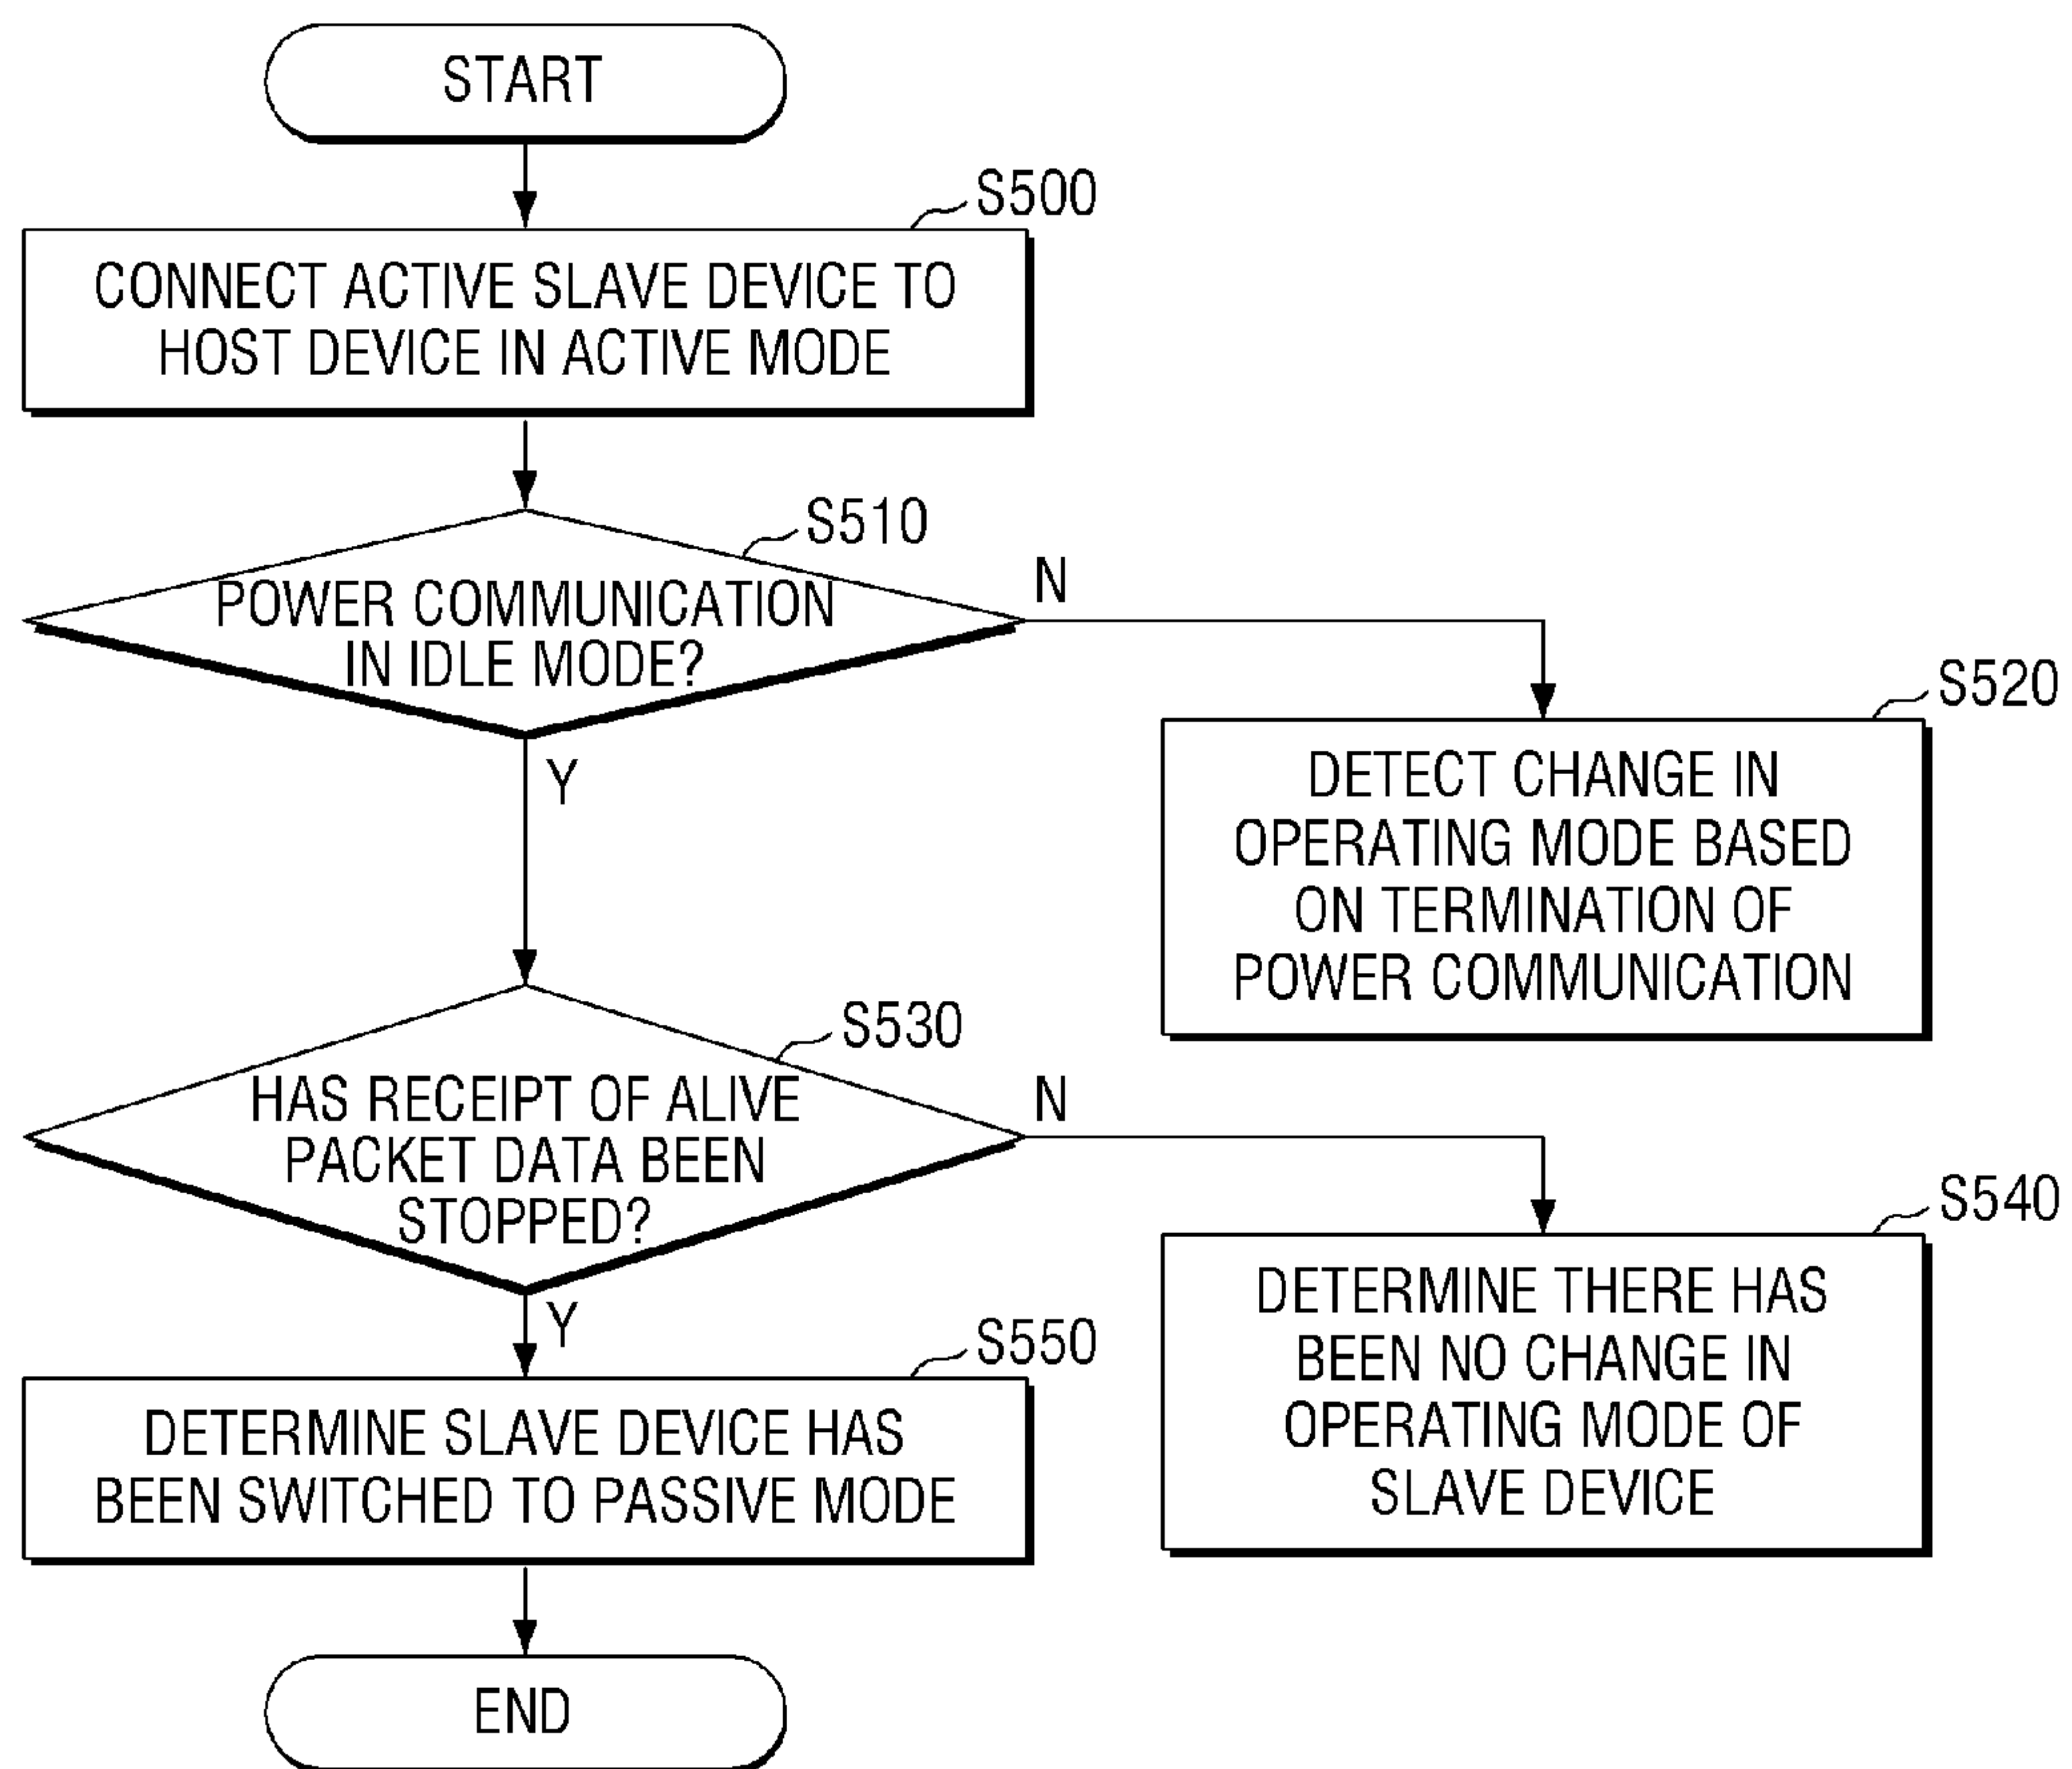 START
S500
CONNECT ACTIVE SLAVE DEVICE TO
HOST DEVICE IN ACTIVE MODE
S510
POWER COMMUNICATION
IN IDLE MODE?
N
Y
S520
DETECT CHANGE IN
OPERATING MODE BASED
ON TERMINATION OF
POWER COMMUNICATION
S530
HAS RECEIPT OF ALIVE
PACKET DATA BEEN
STOPPED?
N
Y
S540
DETERMINE THERE HAS
BEEN NO CHANGE IN
OPERATING MODE OF
SLAVE DEVICE
S550
DETERMINE SLAVE DEVICE HAS
BEEN SWITCHED TO PASSIVE MODE
END